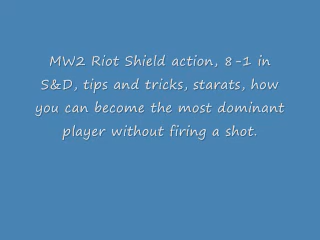 MW2 Riot Shield action, 8-1 in
S&D, tips and tricks, starats, how
you can become the most dominant
player without firing a shot.